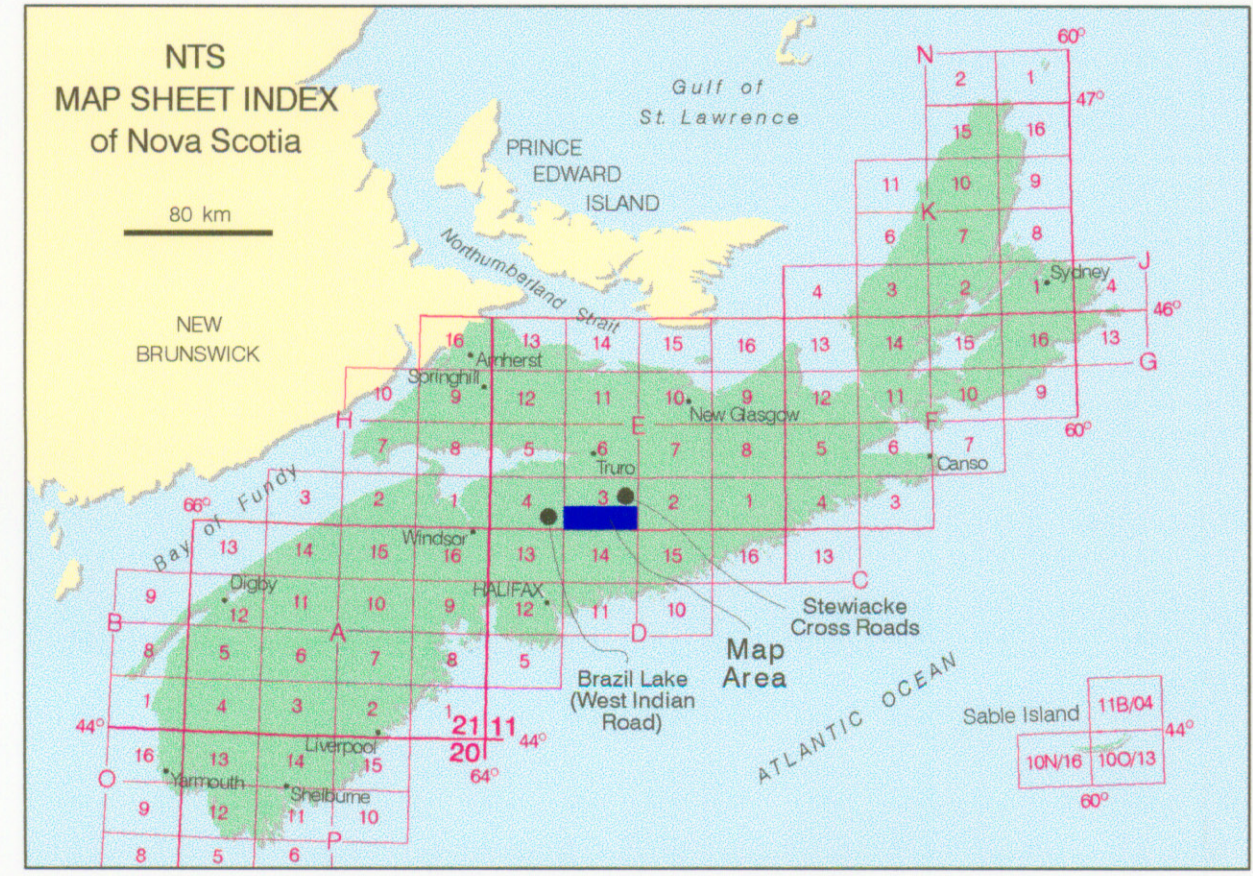 NTS
MAP SHEET INDEX
of Nova Scotia
80 km
Gulf of
St. Lawrence
PRINCE
EDWARD
ISLAND
Northumberland Strait
NEW
BRUNSWICK
60°
N
2 1
47°
15 16
11 10 9
K
6 7 8
J
4 3 2 1 Sydney 4
46°
16 13 14 15 16 13 14 15 16 13
Amherst
G
Springhill
10 9 12 11 10 9 12 11 10 9
New Glasgow
H E F
60°
7 8 5 6 7 8 5 6 7
Truro
Canso
Bay of Fundy
66°
3 2 1 4 3 2 1 4 3
Windsor
13 14 15 16 13 14 15 16 13
C
Digby
HALIFAX
9 12 11 10 9 12 11 10
Stewiacke
Cross Roads
B A D
Map
Area
8 5 6 7 8 5
Brazil Lake
(West Indian
Road)
ATLANTIC OCEAN
1 4 3 2 1
21 11
44° 44°
20
64°
Liverpool
16 13 14 15
O
Yarmouth
Shelburne
9 12 11 10
P
8 5 6
Sable Island
11B/04
44°
10N/16 10O/13
60°